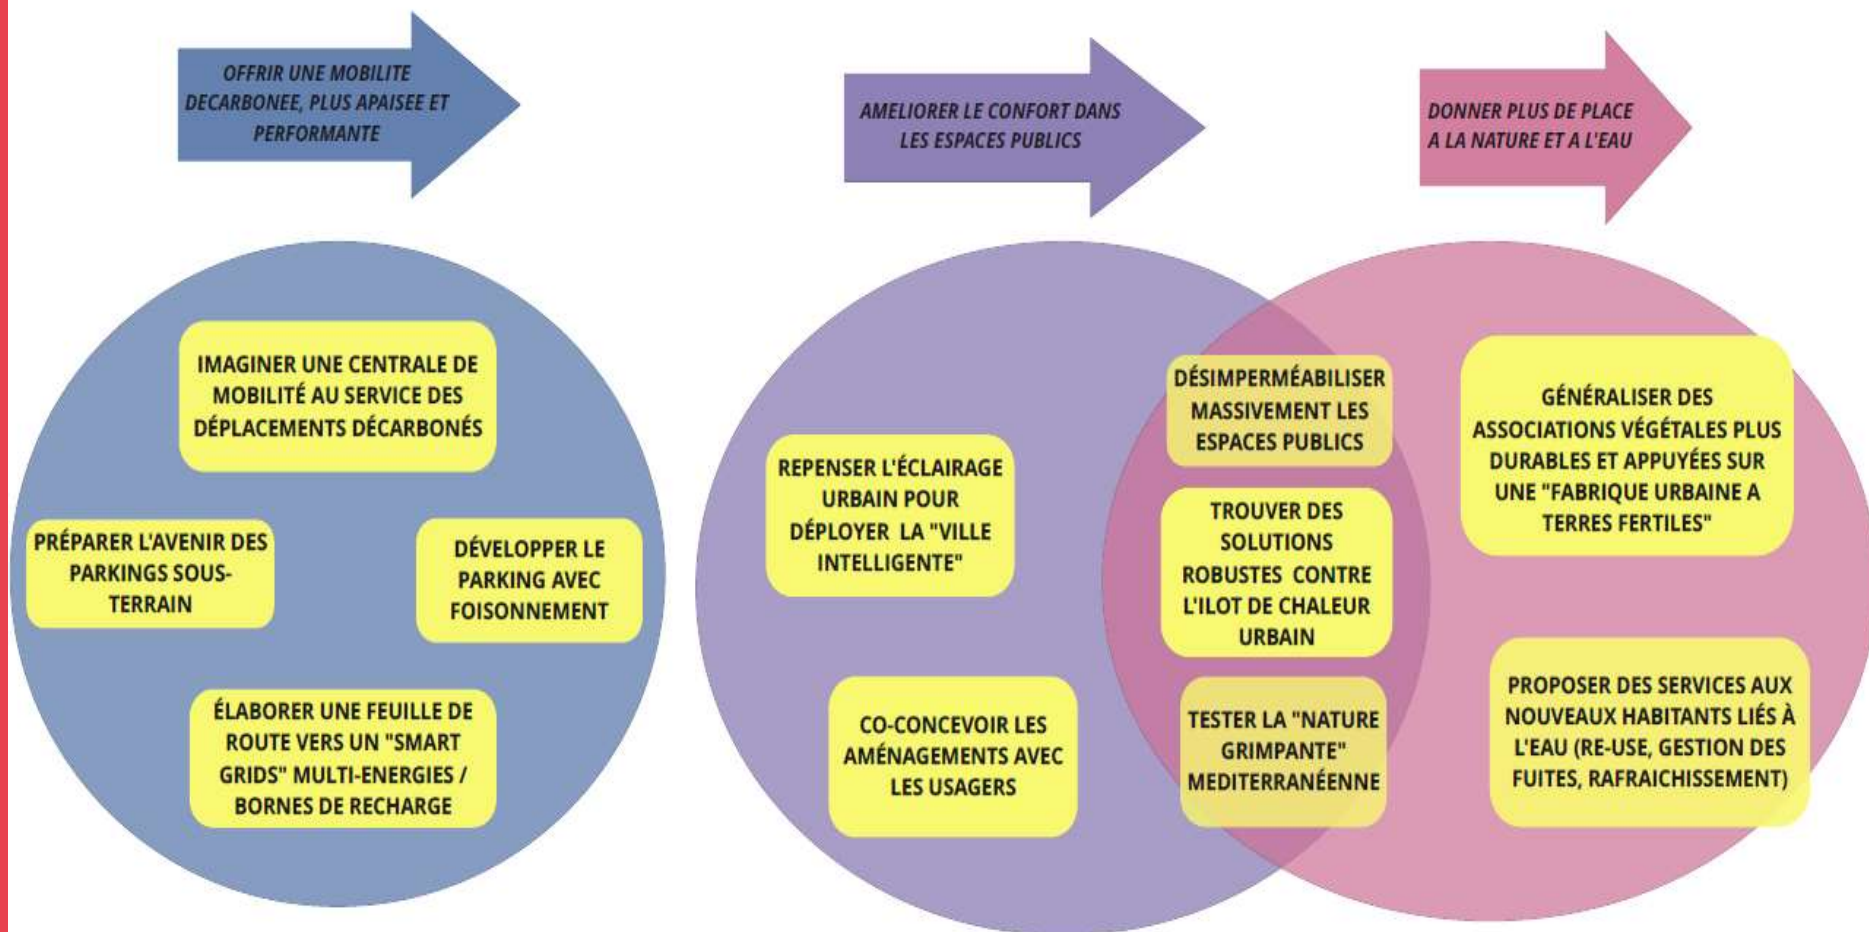 OFFRIR UNE MOBILITE
DECARBONEE, PLUS APAISEE ET
PERFORMANTE
AMELIORER LE CONFORT DANS
LES ESPACES PUBLICS
DONNER PLUS DE PLACE
A LA NATURE ET A L'EAU
IMAGINER UNE CENTRALE DE
MOBILITÉ AU SERVICE DES
DÉPLACEMENTS DÉCARBONÉS
PRÉPARER L'AVENIR DES
PARKINGS SOUS-
TERRAIN
DÉVELOPPER LE
PARKING AVEC
FOISONNEMENT
ÉLABORER UNE FEUILLE DE
ROUTE VERS UN "SMART
GRIDS" MULTI-ENERGIES /
BORNES DE RECHARGE
REPENSER L'ÉCLAIRAGE
URBAIN POUR
DÉPLOYER LA "VILLE
INTELLIGENTE"
CO-CONCEVOIR LES
AMÉNAGEMENTS AVEC
LES USAGERS
DÉSIMPERMÉABILISER
MASSIVEMENT LES
ESPACES PUBLICS
TROUVER DES
SOLUTIONS
ROBUSTES CONTRE
L'ILOT DE CHALEUR
URBAIN
TESTER LA "NATURE
GRIMPANTE"
MEDITERRANÉENNE
GÉNÉRALISER DES
ASSOCIATIONS VÉGÉTALES PLUS
DURABLES ET APPUYÉES SUR
UNE "FABRIQUE URBAINE A
TERRES FERTILES"
PROPOSER DES SERVICES AUX
NOUVEAUX HABITANTS LIÉS À
L'EAU (RE-USE, GESTION DES
FUITES, RAFRAICHISSEMENT)